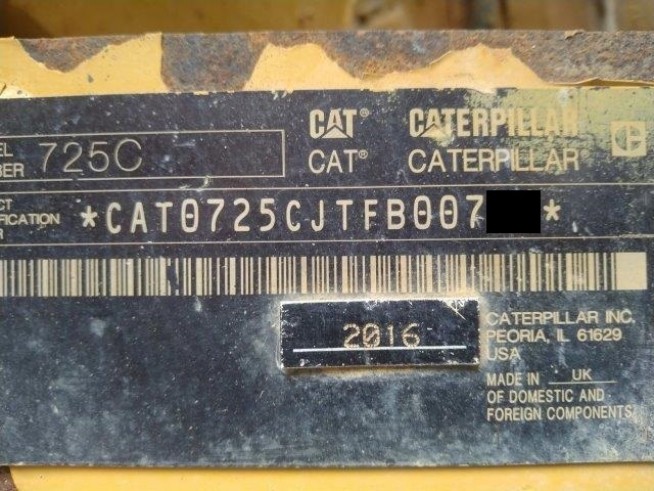 CAT® CATERPILLAR
EL 725C CAT® CATERPILLAR
BER
CT
IFICATION *CAT0725CJTFB007 *
R
2016
CATERPILLAR INC.
PEORIA, IL 61629
USA
MADE IN UK
OF DOMESTIC AND
FOREIGN COMPONENTS